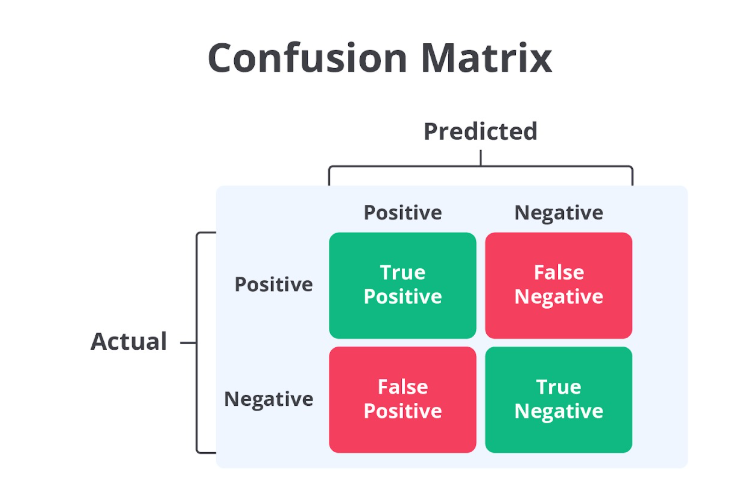 Confusion Matrix
Predicted
Positive Negative
Positive
True
Positive
False
Negative
Actual
Negative
False
Positive
True
Negative